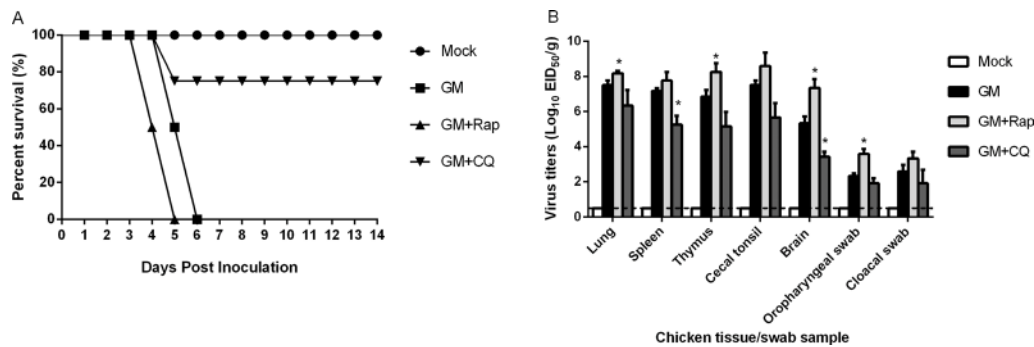 A
Percent survival (%)
100
80
60
40
20
0
0 1 2 3 4 5 6 7 8 9 10 11 12 13 14
Days Post Inoculation
Mock
GM
GM+Rap
GM+CQ
B
Virus titers (Log10 EID50/g)
10
8
6
4
2
0
* * * * * * *
Lung
Spleen
Thymus
Cecal tonsil
Brain
Oropharyngeal swab
Cloacal swab
Chicken tissue/swab sample
Mock
GM
GM+Rap
GM+CQ